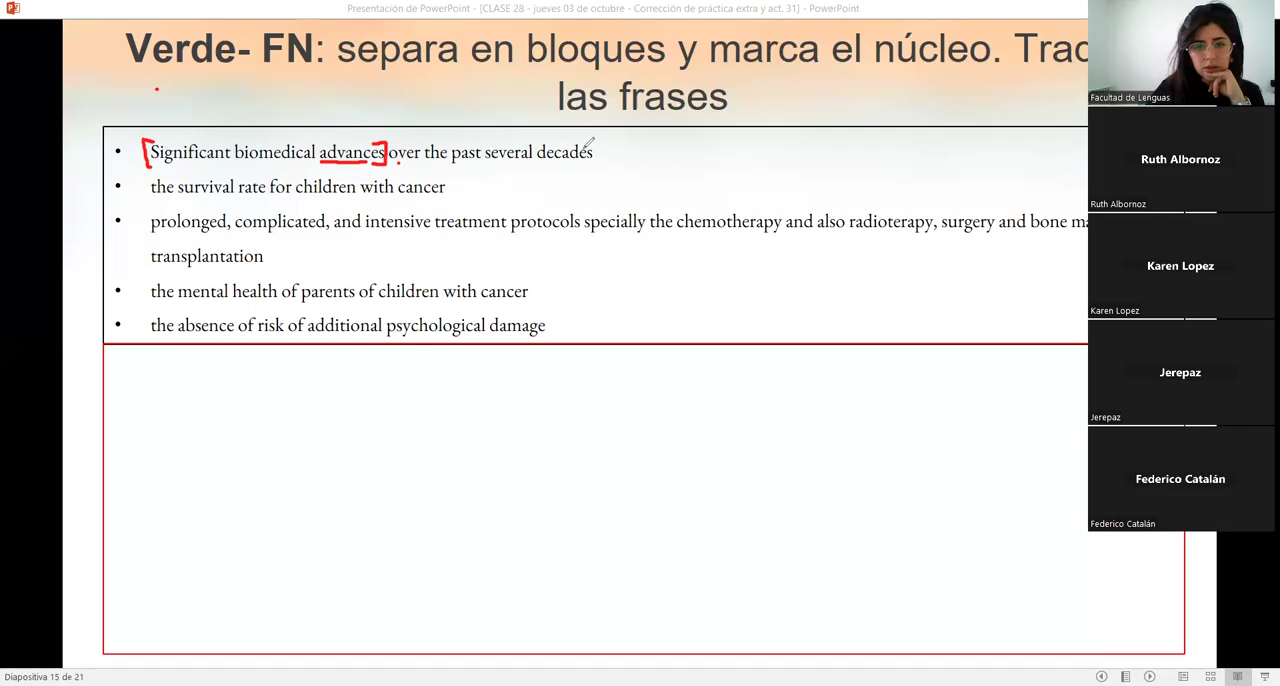 Presentación de PowerPoint - [CLASE 28 - jueves 03 de octubre - Corrección de práctica extra y act. 31] - PowerPoint
Verde- FN: separa en bloques y marca el núcleo. Trad
las frases
• Significant biomedical advances over the past several decades
• the survival rate for children with cancer
• prolonged, complicated, and intensive treatment protocols specially the chemotherapy and also radioterapy, surgery and bone ma
transplantation
• the mental health of parents of children with cancer
• the absence of risk of additional psychological damage
Facultad de Lenguas
Ruth Albornoz
Ruth Albornoz
Karen Lopez
Karen Lopez
Jerepaz
Jerepaz
Federico Catalán
Federico Catalán
Diapositiva 15 de 21